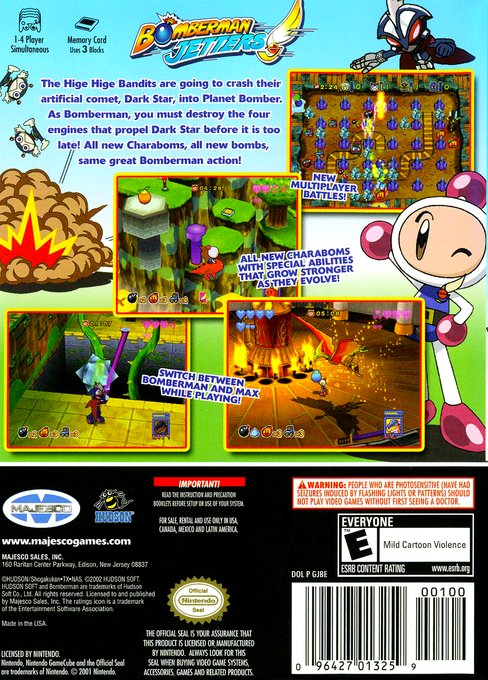 1-4 Player
Simultaneous
Memory Card
Uses 3 Blocks
BOMBERMAN
JETTERS
The Hige Hige Bandits are going to crash their
artificial comet, Dark Star, into Planet Bomber.
As Bomberman, you must destroy the four
engines that propel Dark Star before it is too
late! All new Charaboms, all new bombs,
same great Bomberman action!
2:24
NEW
MULTIPLAYER
BATTLES!
04:28
ALL NEW CHARABOMS
WITH SPECIAL ABILITIES
THAT GROW STRONGER
AS THEY EVOLVE!
05:08
SWITCH BETWEEN
BOMBERMAN AND MAX
WHILE PLAYING!
MAJESCO
HUDSON
www.majescogames.com
MAJESCO SALES, INC.
160 Raritan Center Parkway, Edison, New Jersey 08837
©HUDSON/Shogakukan•TX•NAS. ©2002 HUDSON SOFT.
HUDSON SOFT and Bomberman are trademarks of Hudson
Soft Co., Ltd. All rights reserved. Licensed to and published
by Majesco Sales, Inc. The ratings icon is a trademark
of the Entertainment Software Association.
Made in the USA.
LICENSED BY NINTENDO.
Nintendo, Nintendo GameCube and the Official Seal
are trademarks of Nintendo. © 2001 Nintendo.
IMPORTANT!
READ THE INSTRUCTION AND PRECAUTION
BOOKLETS BEFORE SETUP OR USE OF YOUR SYSTEM.
FOR SALE, RENTAL AND USE ONLY IN USA,
CANADA, MEXICO AND LATIN AMERICA.
Official
Nintendo
Seal
THE OFFICIAL SEAL IS YOUR ASSURANCE THAT
THIS PRODUCT IS LICENSED OR MANUFACTURED
BY NINTENDO. ALWAYS LOOK FOR THIS
SEAL WHEN BUYING VIDEO GAME SYSTEMS,
ACCESSORIES, GAMES AND RELATED PRODUCTS.
WARNING: PEOPLE WHO ARE PHOTOSENSITIVE (HAVE HAD
SEIZURES INDUCED BY FLASHING LIGHTS OR PATTERNS) SHOULD
NOT PLAY VIDEO GAMES WITHOUT FIRST SEEING A DOCTOR.
EVERYONE
E
Mild Cartoon Violence
ESRB CONTENT RATING www.esrb.org
DOL P GJBE
00100
0 96427 01325 9